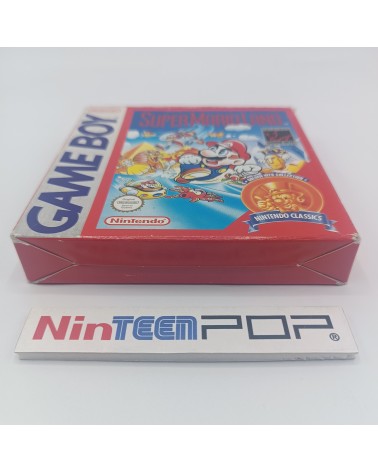 GAME BOY
SUPER MARIO LAND
Nintendo
NINTENDO CLASSICS
NinTEENPOP®